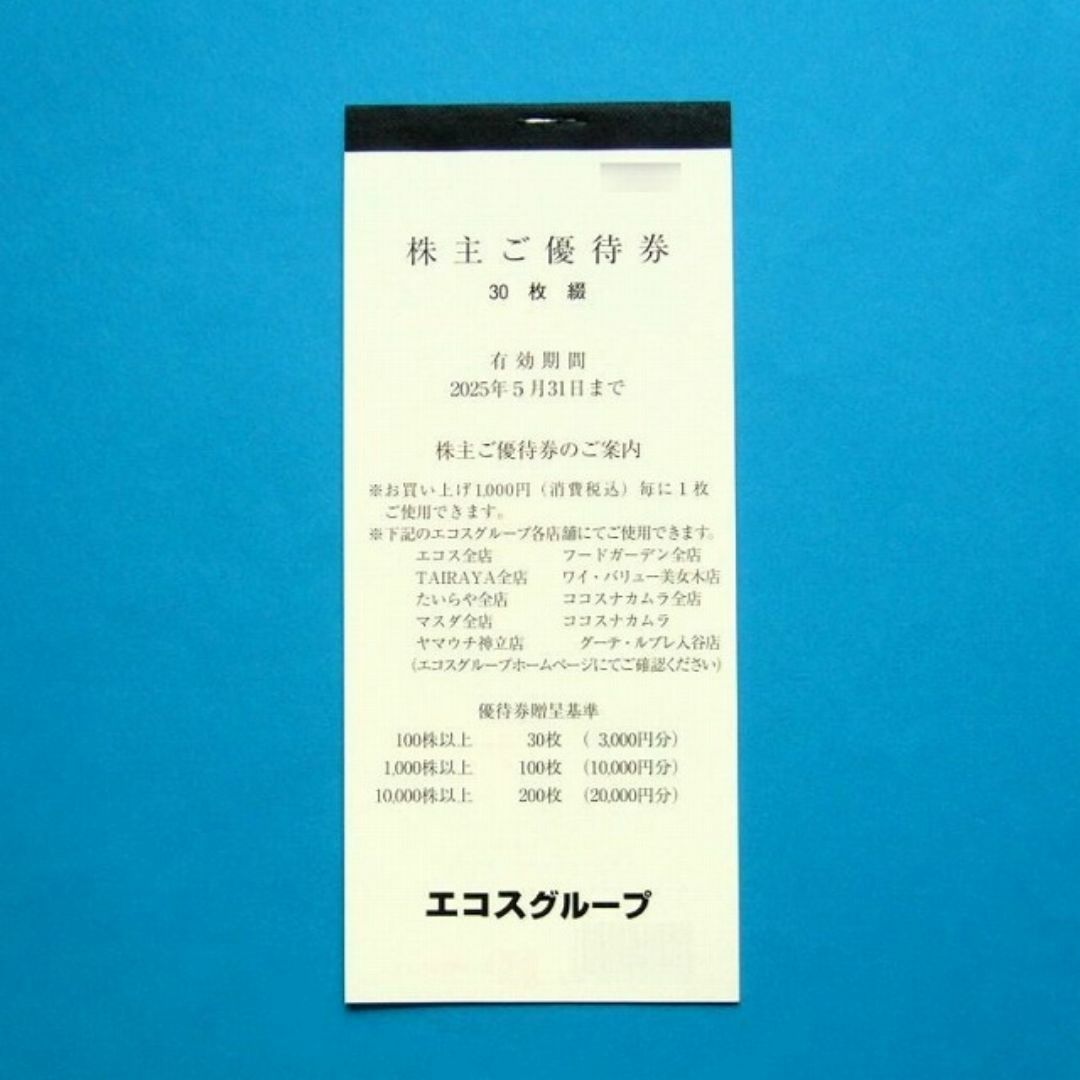 株主ご優待券
30 枚 綴
有効期間
2025年5月31日まで
株主ご優待券のご案内
※お買い上げ1,000円（消費税込）毎に1枚
ご使用できます。
※下記のエコスグループ各店舗にてご使用できます。
エコス全店 フードガーデン全店
TAIRAYA全店 ワイ・バリュー美女木店
たいらや全店 ココスナカムラ全店
マスダ全店 ココスナカムラ
ヤマウチ神立店 グーテ・ルブレ入谷店
（エコスグループホームページにてご確認ください）
優待券贈呈基準
100株以上 30枚 （ 3,000円分）
1,000株以上 100枚 （10,000円分）
10,000株以上 200枚 （20,000円分）
エコスグループ